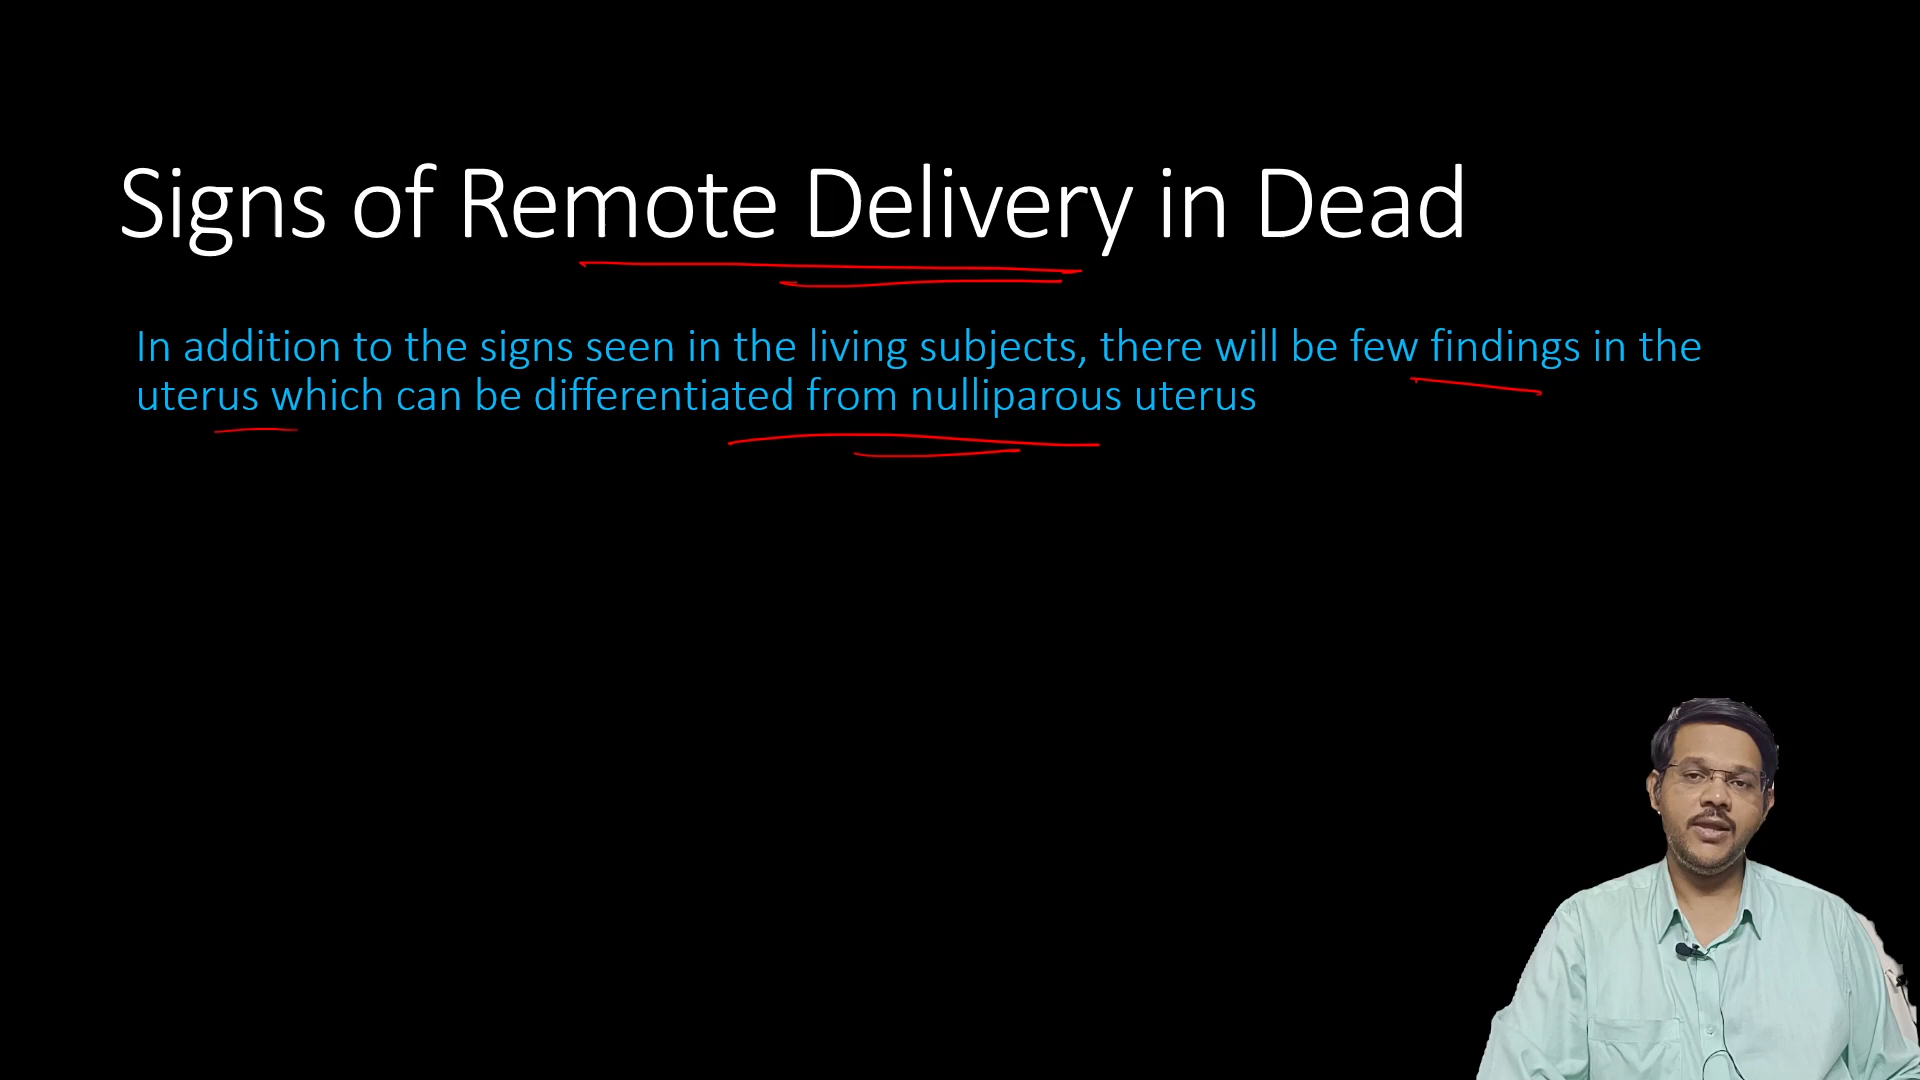 Signs of Remote Delivery in Dead
In addition to the signs seen in the living subjects, there will be few findings in the
uterus which can be differentiated from nulliparous uterus